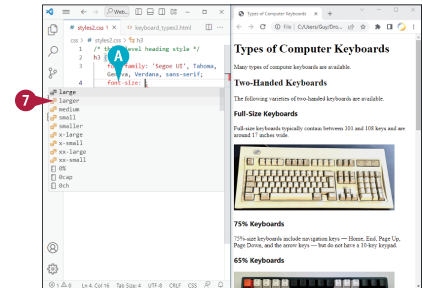 Web...
# styles2.css 1
keyboard_types2.html
css > # styles2.css > h3
1 /* th
level heading style */
2 h3 {
3
family: 'Segoe UI', Tahoma,
Geneva, Verdana, sans-serif;
4 font-size:
A
7
large
larger
medium
small
smaller
x-large
x-small
xx-large
xx-small
0%
0cap
0ch
1 0 Ln 4, Col 16 Tab Size: 4 UTF-8 CRLF CSS
Types of Computer Keyboards
File C:/Users/Guy/Dro...
Types of Computer Keyboards
Many types of keyboards are available.
Two-Handed Keyboards
The following varieties of two-handed keyboards are available.
Full-Size Keyboards
Full-size keyboards typically contain between 101 and 108 keys and are
around 17 inches wide.
75% Keyboards
75%-size keyboards include navigation keys — Home, End, Page Up,
Page Down, and the arrow keys — but do not have a 10-key keypad.
65% Keyboards